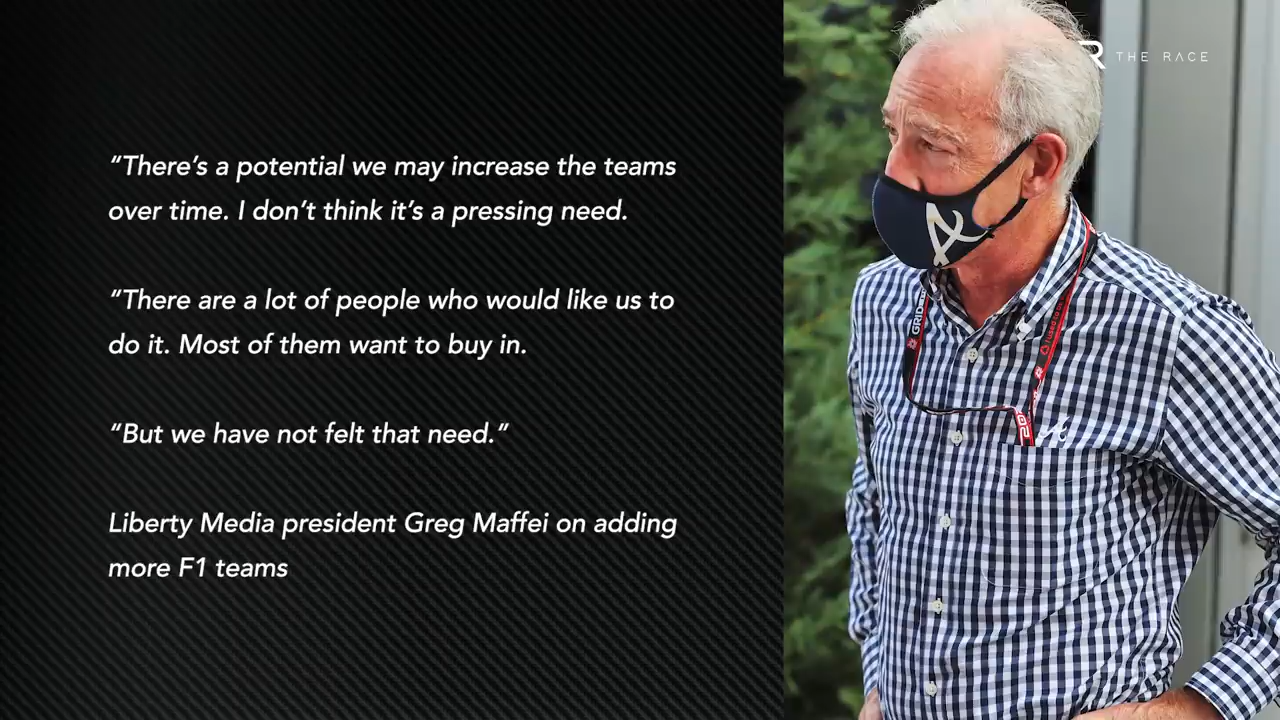 “There’s a potential we may increase the teams
over time. I don’t think it’s a pressing need.
“There are a lot of people who would like us to
do it. Most of them want to buy in.
“But we have not felt that need.“
Liberty Media president Greg Maffei on adding
more F1 teams
R THE RACE
A
GRID
20
A